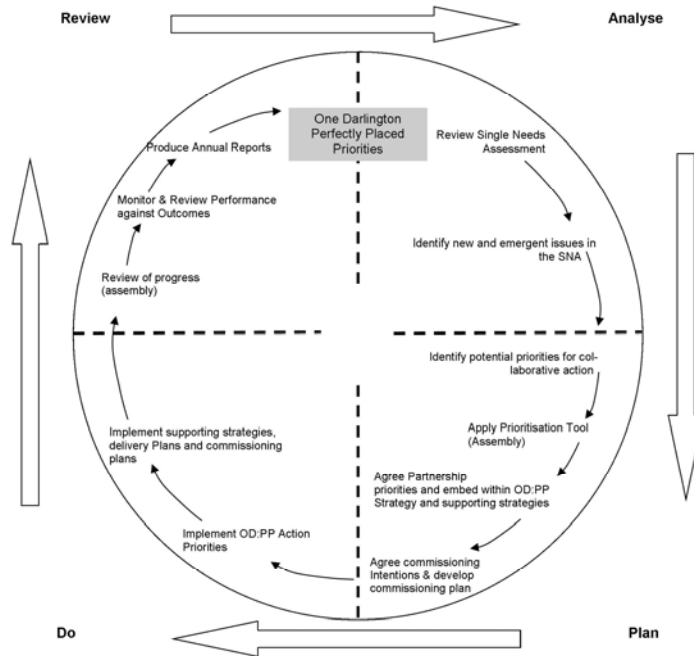 Review
Analyse
One Darlington
Perfectly Placed
Priorities
Review Single Needs
Assessment
Identify new and emergent issues in
the SNA
Identify potential priorities for col-
laborative action
Apply Prioritisation Tool
(Assembly)
Agree Partnership
priorities and embed within OD:PP
Strategy and supporting strategies
Agree commissioning
Intentions & develop
commissioning plan
Implement OD:PP Action
Priorities
Implement supporting strategies,
delivery Plans and commissioning
plans
Review of progress
(assembly)
Monitor & Review Performance
against Outcomes
Produce Annual Reports
Do
Plan